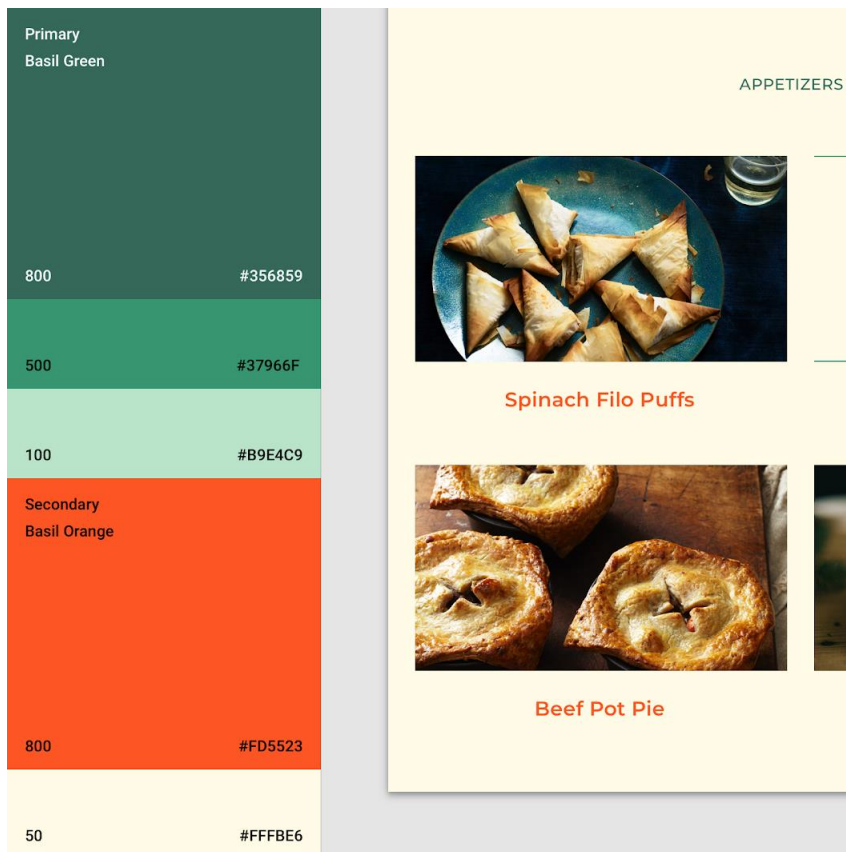 Primary
Basil Green
800 #356859
500 #37966F
100 #B9E4C9
Secondary
Basil Orange
800 #FD5523
50 #FFFBE6
APPETIZERS
Spinach Filo Puffs
Beef Pot Pie